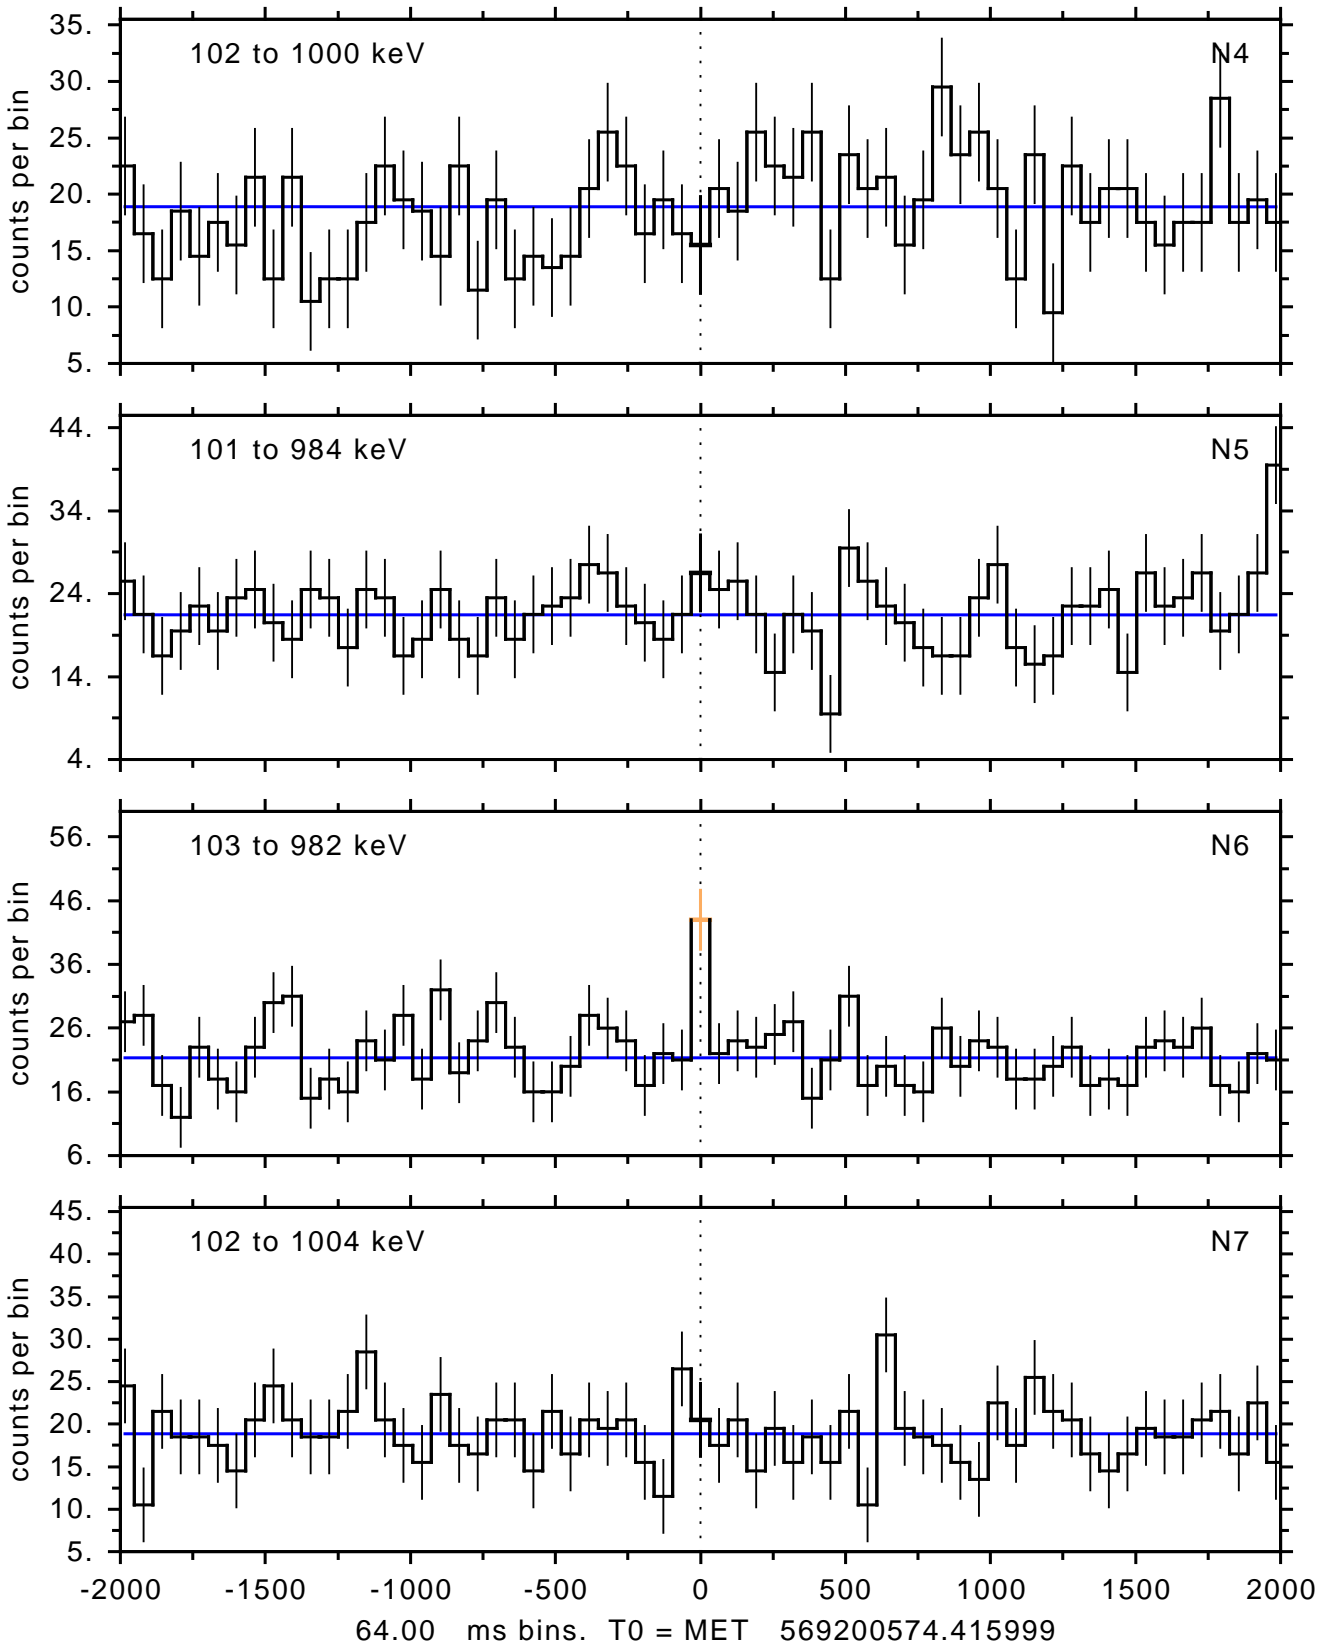 35.
30.
25.
20.
15.
10.
5.
counts per bin
102 to 1000 keV
N4
44.
34.
24.
14.
4.
counts per bin
101 to 984 keV
N5
56.
46.
36.
26.
16.
6.
counts per bin
103 to 982 keV
N6
45.
40.
35.
30.
25.
20.
15.
10.
5.
counts per bin
102 to 1004 keV
N7
-2000 -1500 -1000 -500 0 500 1000 1500 2000
64.00 ms bins. T0 = MET 569200574.415999